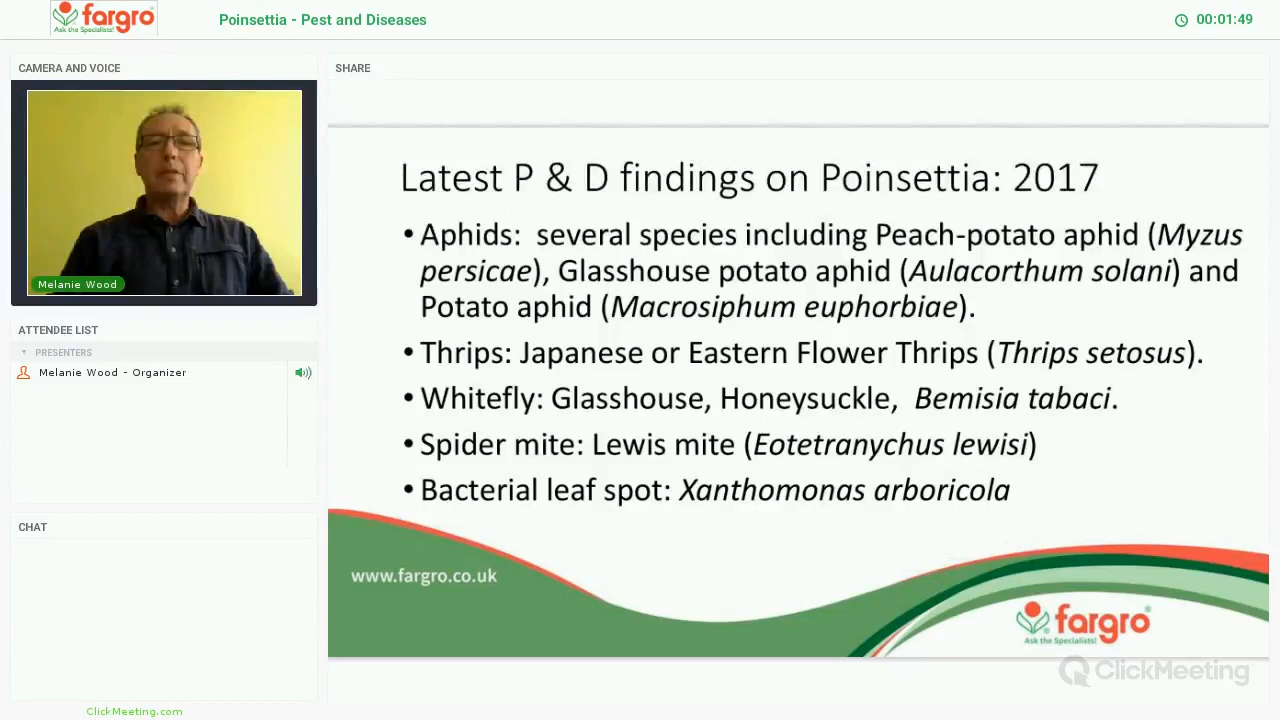 fargro
Ask the Specialists!
Poinsettia - Pest and Diseases
00:01:49
CAMERA AND VOICE
Melanie Wood
ATTENDEE LIST
PRESENTERS
Melanie Wood - Organizer
CHAT
ClickMeeting.com
SHARE
Latest P & D findings on Poinsettia: 2017
• Aphids: several species including Peach-potato aphid (Myzus
persicae), Glasshouse potato aphid (Aulacorthum solani) and
Potato aphid (Macrosiphum euphorbiae).
• Thrips: Japanese or Eastern Flower Thrips (Thrips setosus).
• Whitefly: Glasshouse, Honeysuckle, Bemisia tabaci.
• Spider mite: Lewis mite (Eotetranychus lewisi)
• Bacterial leaf spot: Xanthomonas arboricola
www.fargro.co.uk
fargro
Ask the Specialists!
ClickMeeting